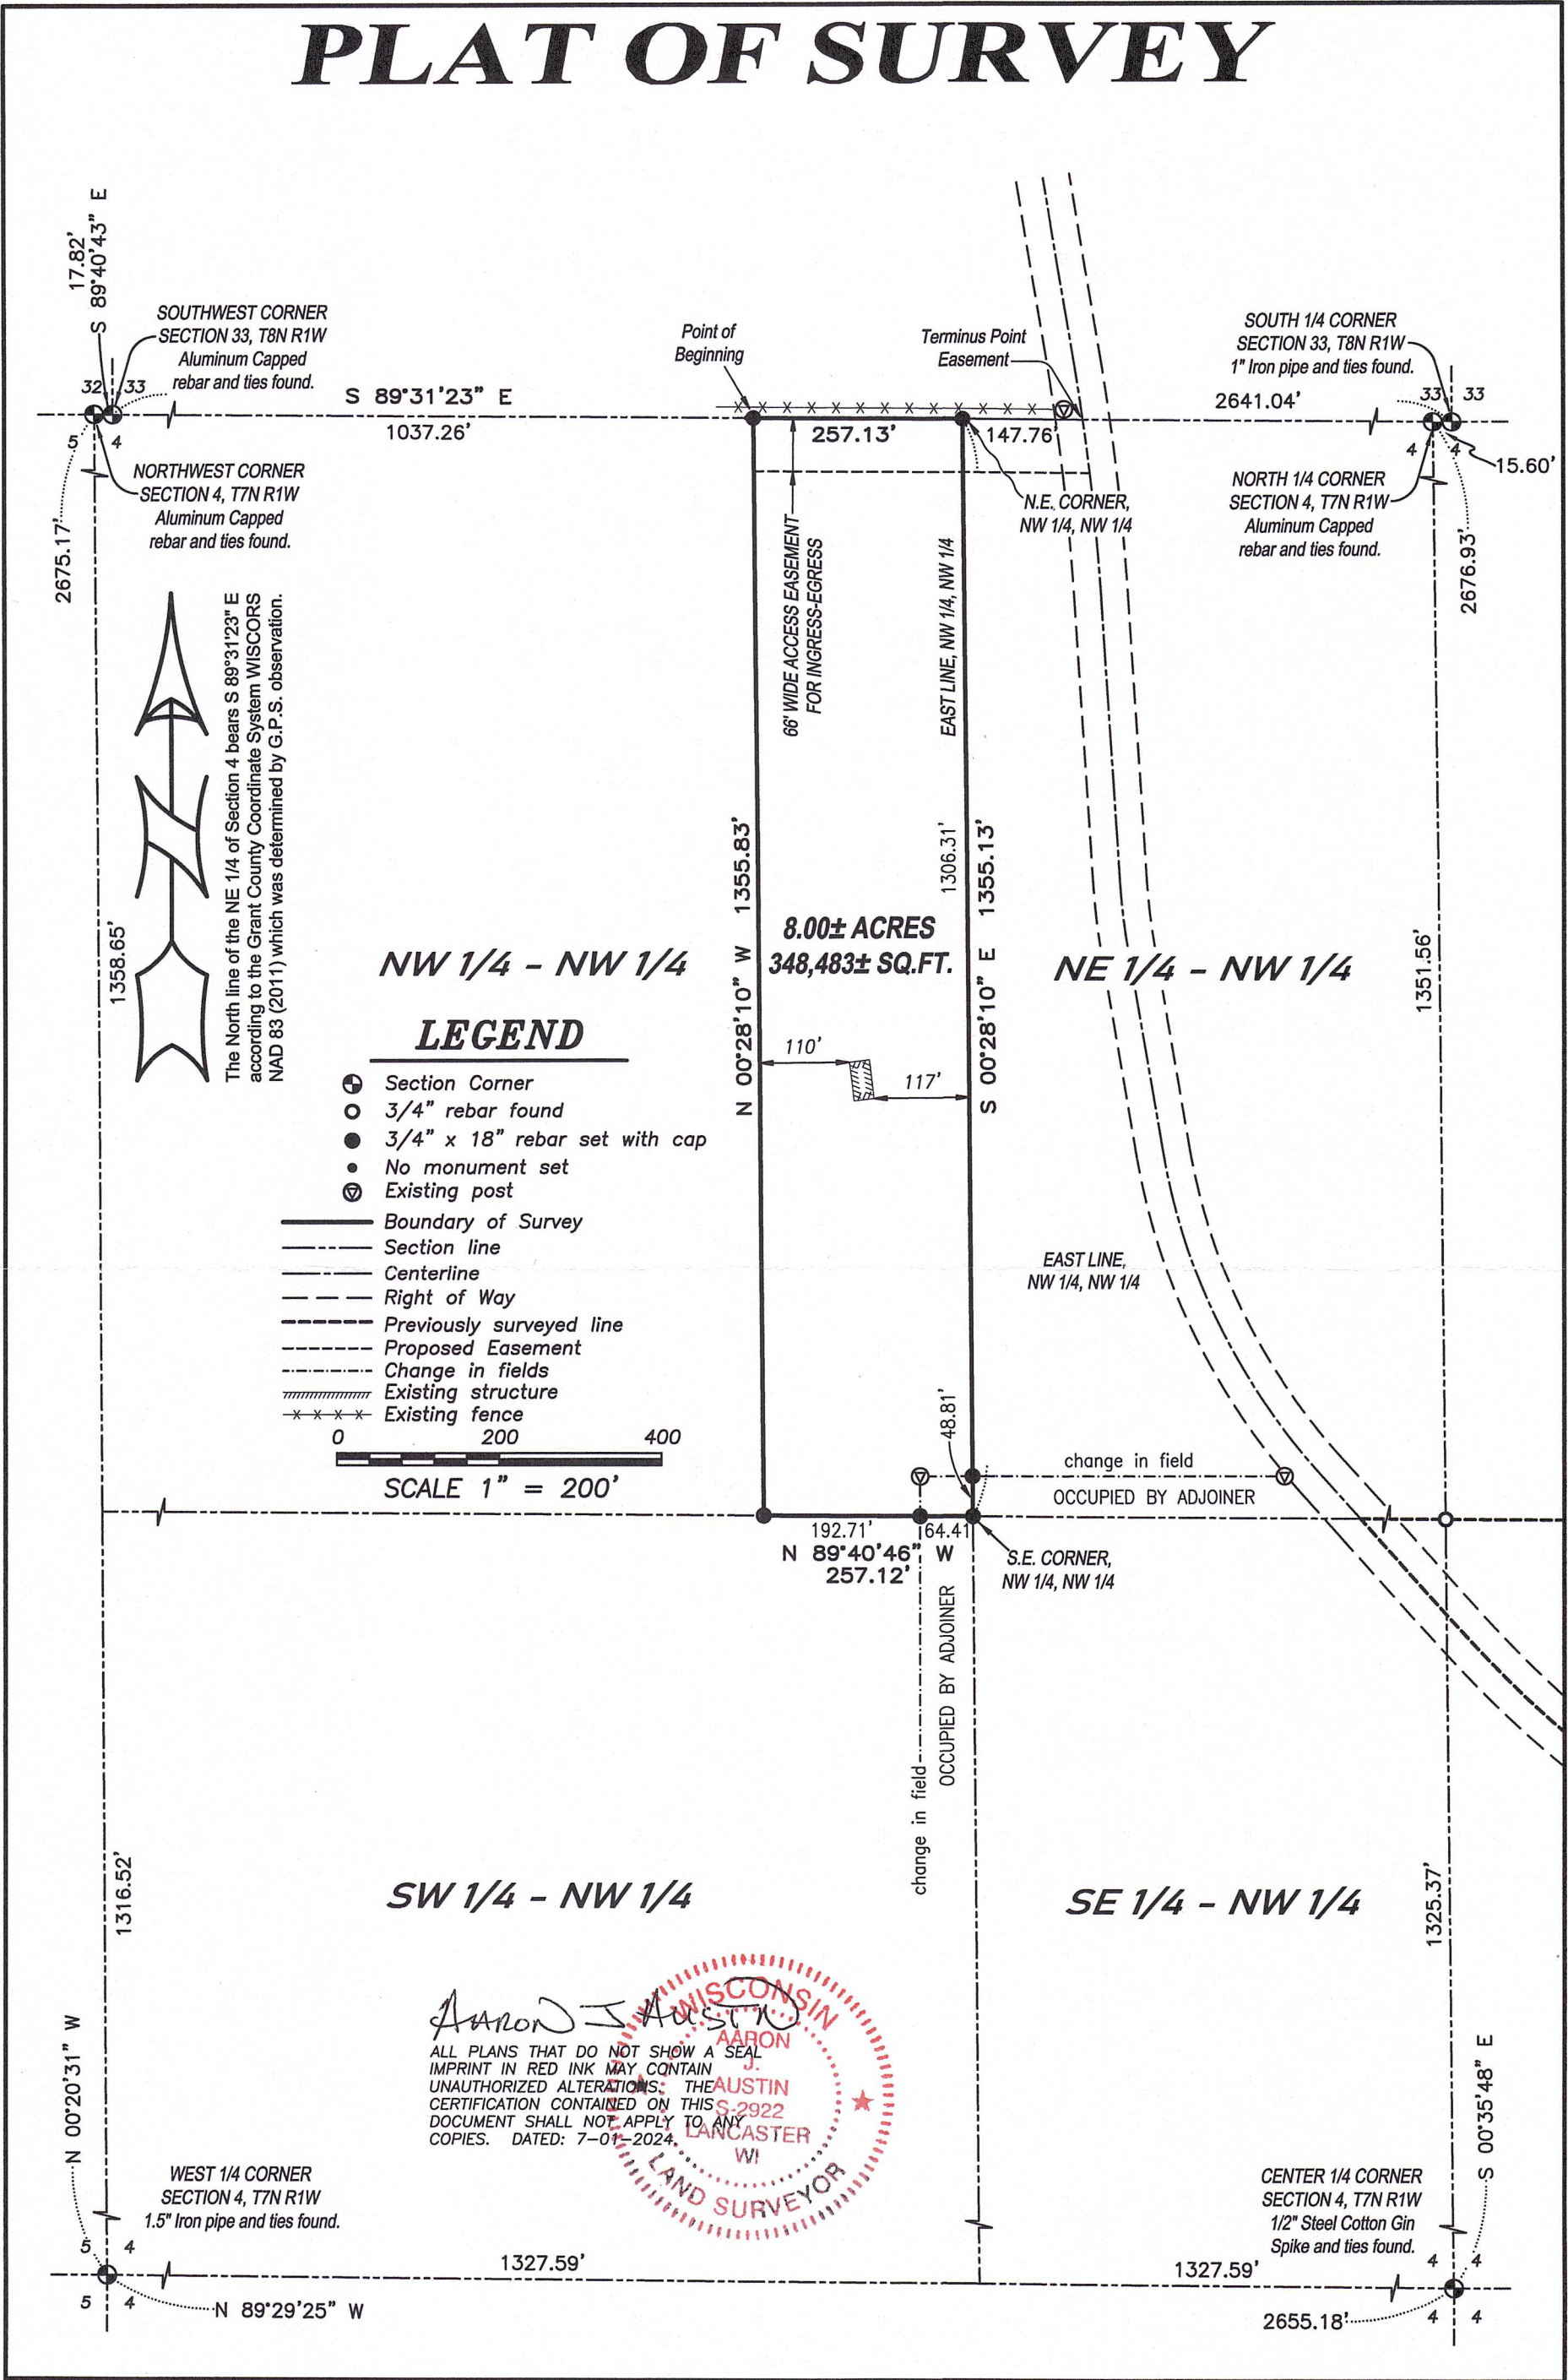 PLAT OF SURVEY
17.82'
S 89°40'43" E
SOUTHWEST CORNER
SECTION 33, T8N R1W
Aluminum Capped
rebar and ties found.
32 33
5 4
NORTHWEST CORNER
SECTION 4, T7N R1W
Aluminum Capped
rebar and ties found.
S 89°31'23" E
1037.26'
Point of
Beginning
257.13'
Terminus Point
Easement
147.76'
N.E. CORNER,
NW 1/4, NW 1/4
SOUTH 1/4 CORNER
SECTION 33, T8N R1W
1" Iron pipe and ties found.
2641.04'
33 33
4 4
15.60'
NORTH 1/4 CORNER
SECTION 4, T7N R1W
Aluminum Capped
rebar and ties found.
2675.17'
2676.93'
The North line of the NE 1/4 of Section 4 bears S 89°31'23" E
according to the Grant County Coordinate System WISCORS
NAD 83 (2011) which was determined by G.P.S. observation.
N
66' WIDE ACCESS EASEMENT
FOR INGRESS-EGRESS
EAST LINE, NW 1/4, NW 1/4
1358.65'
N 00°28'10" W 1355.83'
1306.31'
S 00°28'10" E 1355.13'
1351.56'
NW 1/4 - NW 1/4
8.00± ACRES
348,483± SQ.FT.
NE 1/4 - NW 1/4
110'
117'
LEGEND
Section Corner
3/4" rebar found
3/4" x 18" rebar set with cap
No monument set
Existing post
Boundary of Survey
Section line
Centerline
Right of Way
Previously surveyed line
Proposed Easement
Change in fields
Existing structure
Existing fence
0 200 400
SCALE 1" = 200'
EAST LINE,
NW 1/4, NW 1/4
48.81'
change in field
OCCUPIED BY ADJOINER
192.71' 64.41'
N 89°40'46" W
257.12'
S.E. CORNER,
NW 1/4, NW 1/4
change in field
OCCUPIED BY ADJOINER
1316.52'
1325.37'
SW 1/4 - NW 1/4
SE 1/4 - NW 1/4
AARON J AUSTIN
ALL PLANS THAT DO NOT SHOW A SEAL
IMPRINT IN RED INK MAY CONTAIN
UNAUTHORIZED ALTERATIONS. THE
CERTIFICATION CONTAINED ON THIS
DOCUMENT SHALL NOT APPLY TO ANY
COPIES. DATED: 7-01-2024
WISCONSIN
AARON
J.
AUSTIN
S-2922
LANCASTER
WI
LAND SURVEYOR
N 00°20'31" W
S 00°35'48" E
WEST 1/4 CORNER
SECTION 4, T7N R1W
1.5" Iron pipe and ties found.
5 4
5 4
N 89°29'25" W
1327.59'
1327.59'
CENTER 1/4 CORNER
SECTION 4, T7N R1W
1/2" Steel Cotton Gin
Spike and ties found.
4 4
4 4
2655.18'